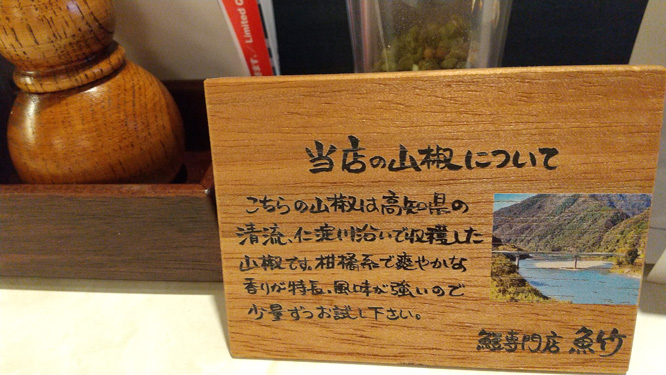 Limited
当店の山椒について
こちらの山椒は高知県の
清流、仁淀川沿いで収穫した
山椒です。柑橘系で爽やかな
香りが特長。風味が強いので
少量ずつお試し下さい。
鰻専門店 魚竹